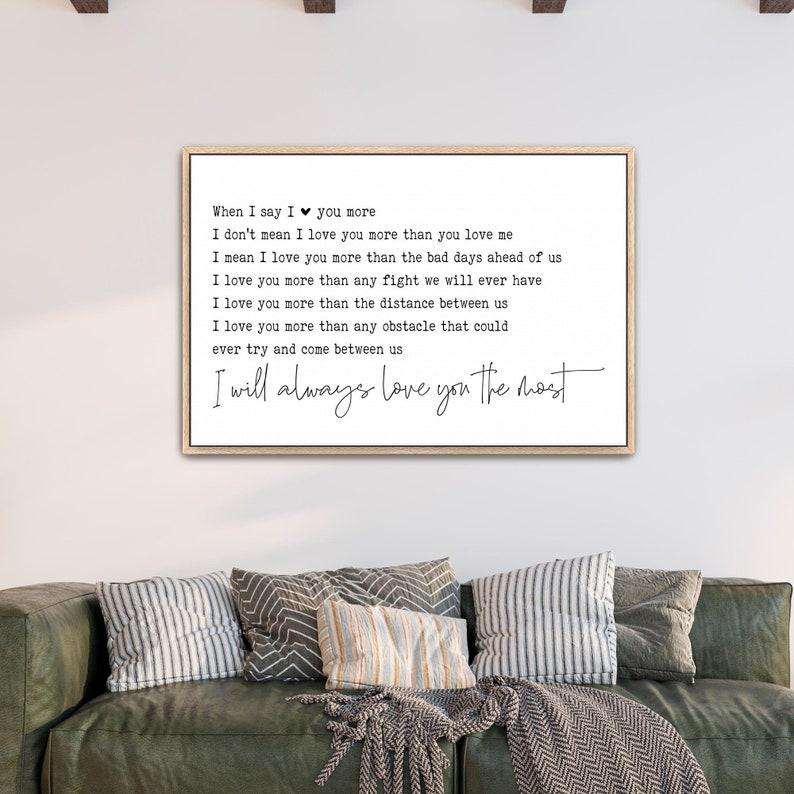 When I say I ♥ you more
I don't mean I love you more than you love me
I mean I love you more than the bad days ahead of us
I love you more than any fight we will ever have
I love you more than the distance between us
I love you more than any obstacle that could
ever try and come between us
I will always love you the most